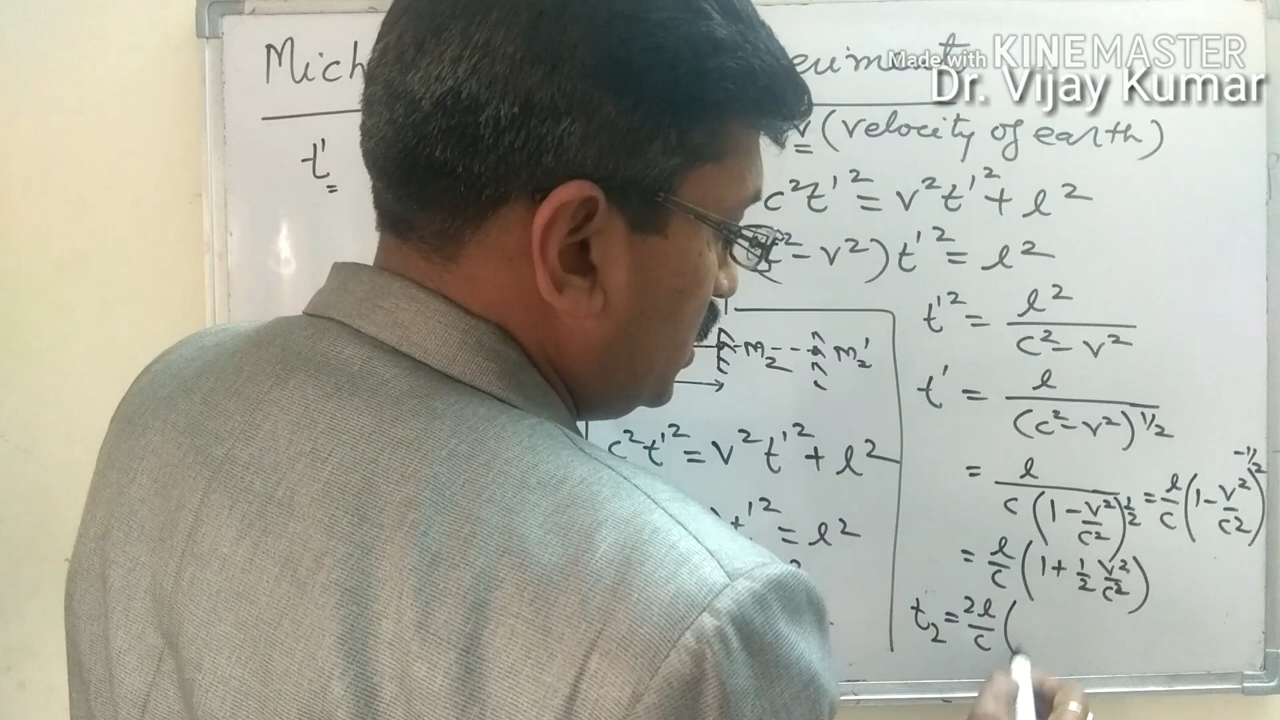 Mich eriment
Made with KINEMASTER
Dr. Vijay Kumar
t'
v (velocity of earth)
c²t'² = v²t'² + l²
- v²) t'² = l²
t'² = l² / (c² - v²)
m₂ m₂'
t' = l / (c² - v²)^1/2
c²t'² = v²t'² + l²
= l / c (1 - v²/c²)^1/2 = l/c (1 - v²/c²)^-1/2
t'² = l²
= l/c (1 + 1/2 v²/c²)
t₂ = 2l/c (